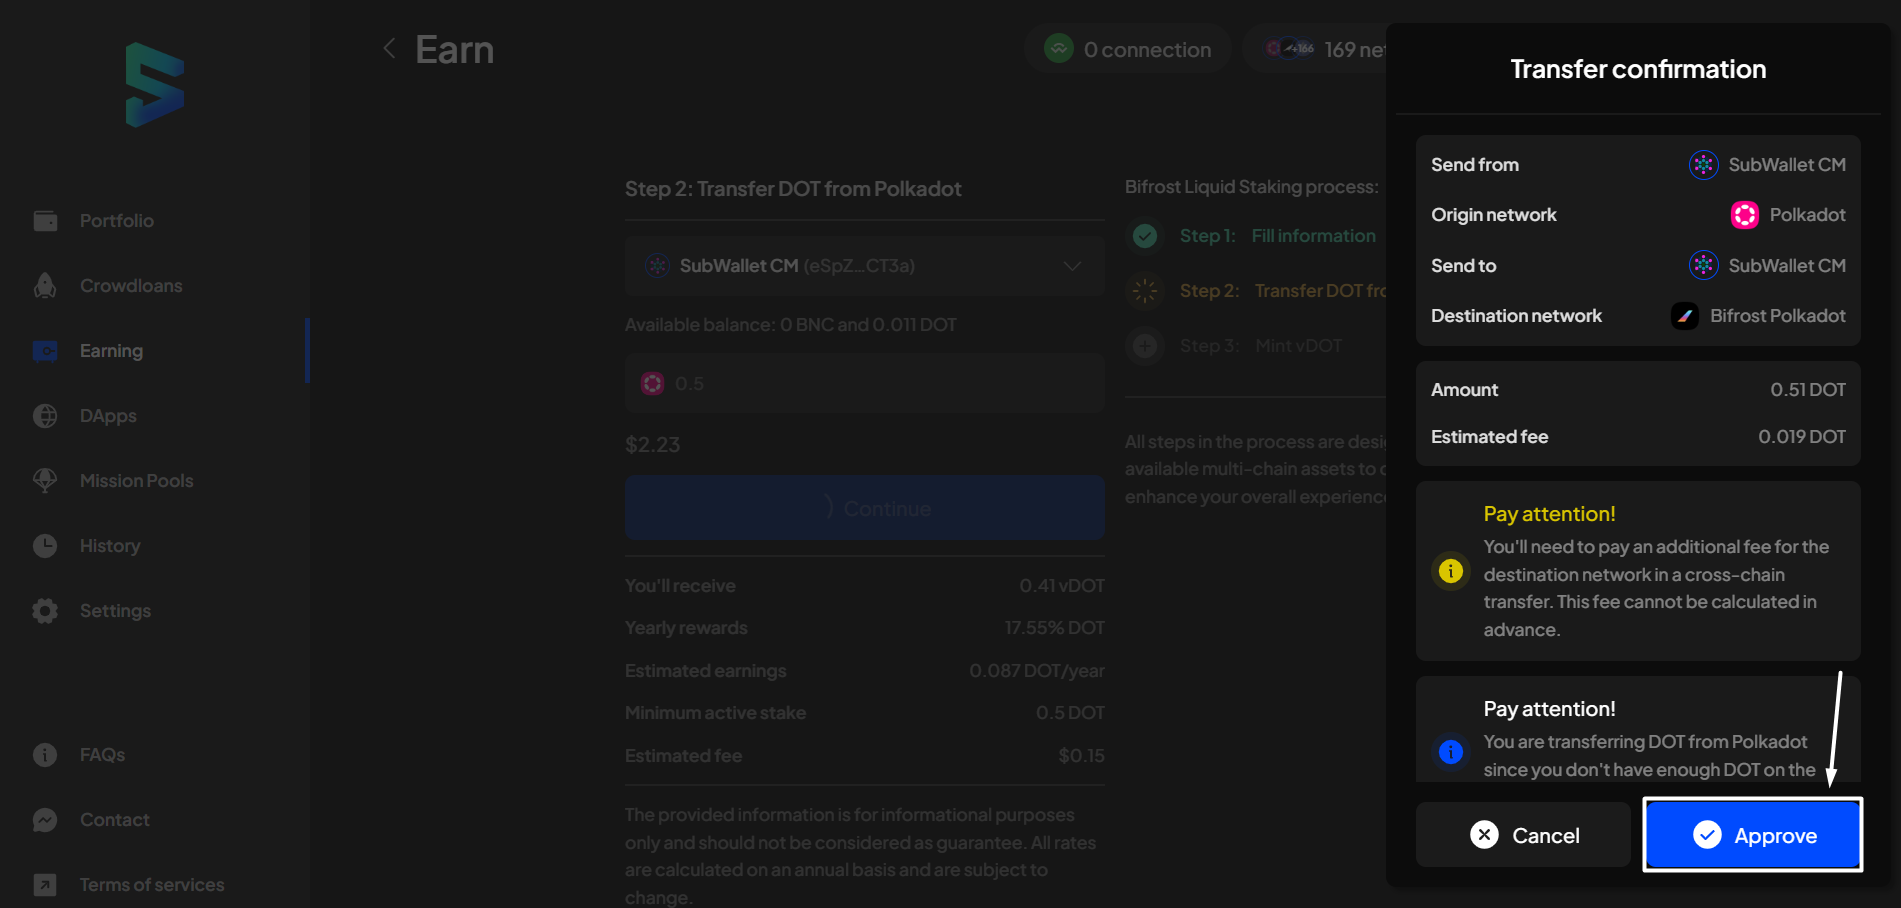 Earn
0 connection
+166 169 net
Portfolio
Crowdloans
Earning
DApps
Mission Pools
History
Settings
FAQs
Contact
Terms of services
Step 2: Transfer DOT from Polkadot
SubWallet CM (eSpZ...CT3a)
Available balance: 0 BNC and 0.011 DOT
0.5
$2.23
Continue
You'll receive 0.41 vDOT
Yearly rewards 17.55% DOT
Estimated earnings 0.087 DOT/year
Minimum active stake 0.5 DOT
Estimated fee $0.15
The provided information is for informational purposes
only and should not be considered as guarantee. All rates
are calculated on an annual basis and are subject to
change.
Bifrost Liquid Staking process:
Step 1: Fill information
Step 2: Transfer DOT fro
Step 3: Mint vDOT
All steps in the process are desig
available multi-chain assets to
enhance your overall experience
Transfer confirmation
Send from SubWallet CM
Origin network Polkadot
Send to SubWallet CM
Destination network Bifrost Polkadot
Amount 0.51 DOT
Estimated fee 0.019 DOT
Pay attention!
You'll need to pay an additional fee for the
destination network in a cross-chain
transfer. This fee cannot be calculated in
advance.
Pay attention!
You are transferring DOT from Polkadot
since you don't have enough DOT on the
Cancel
Approve